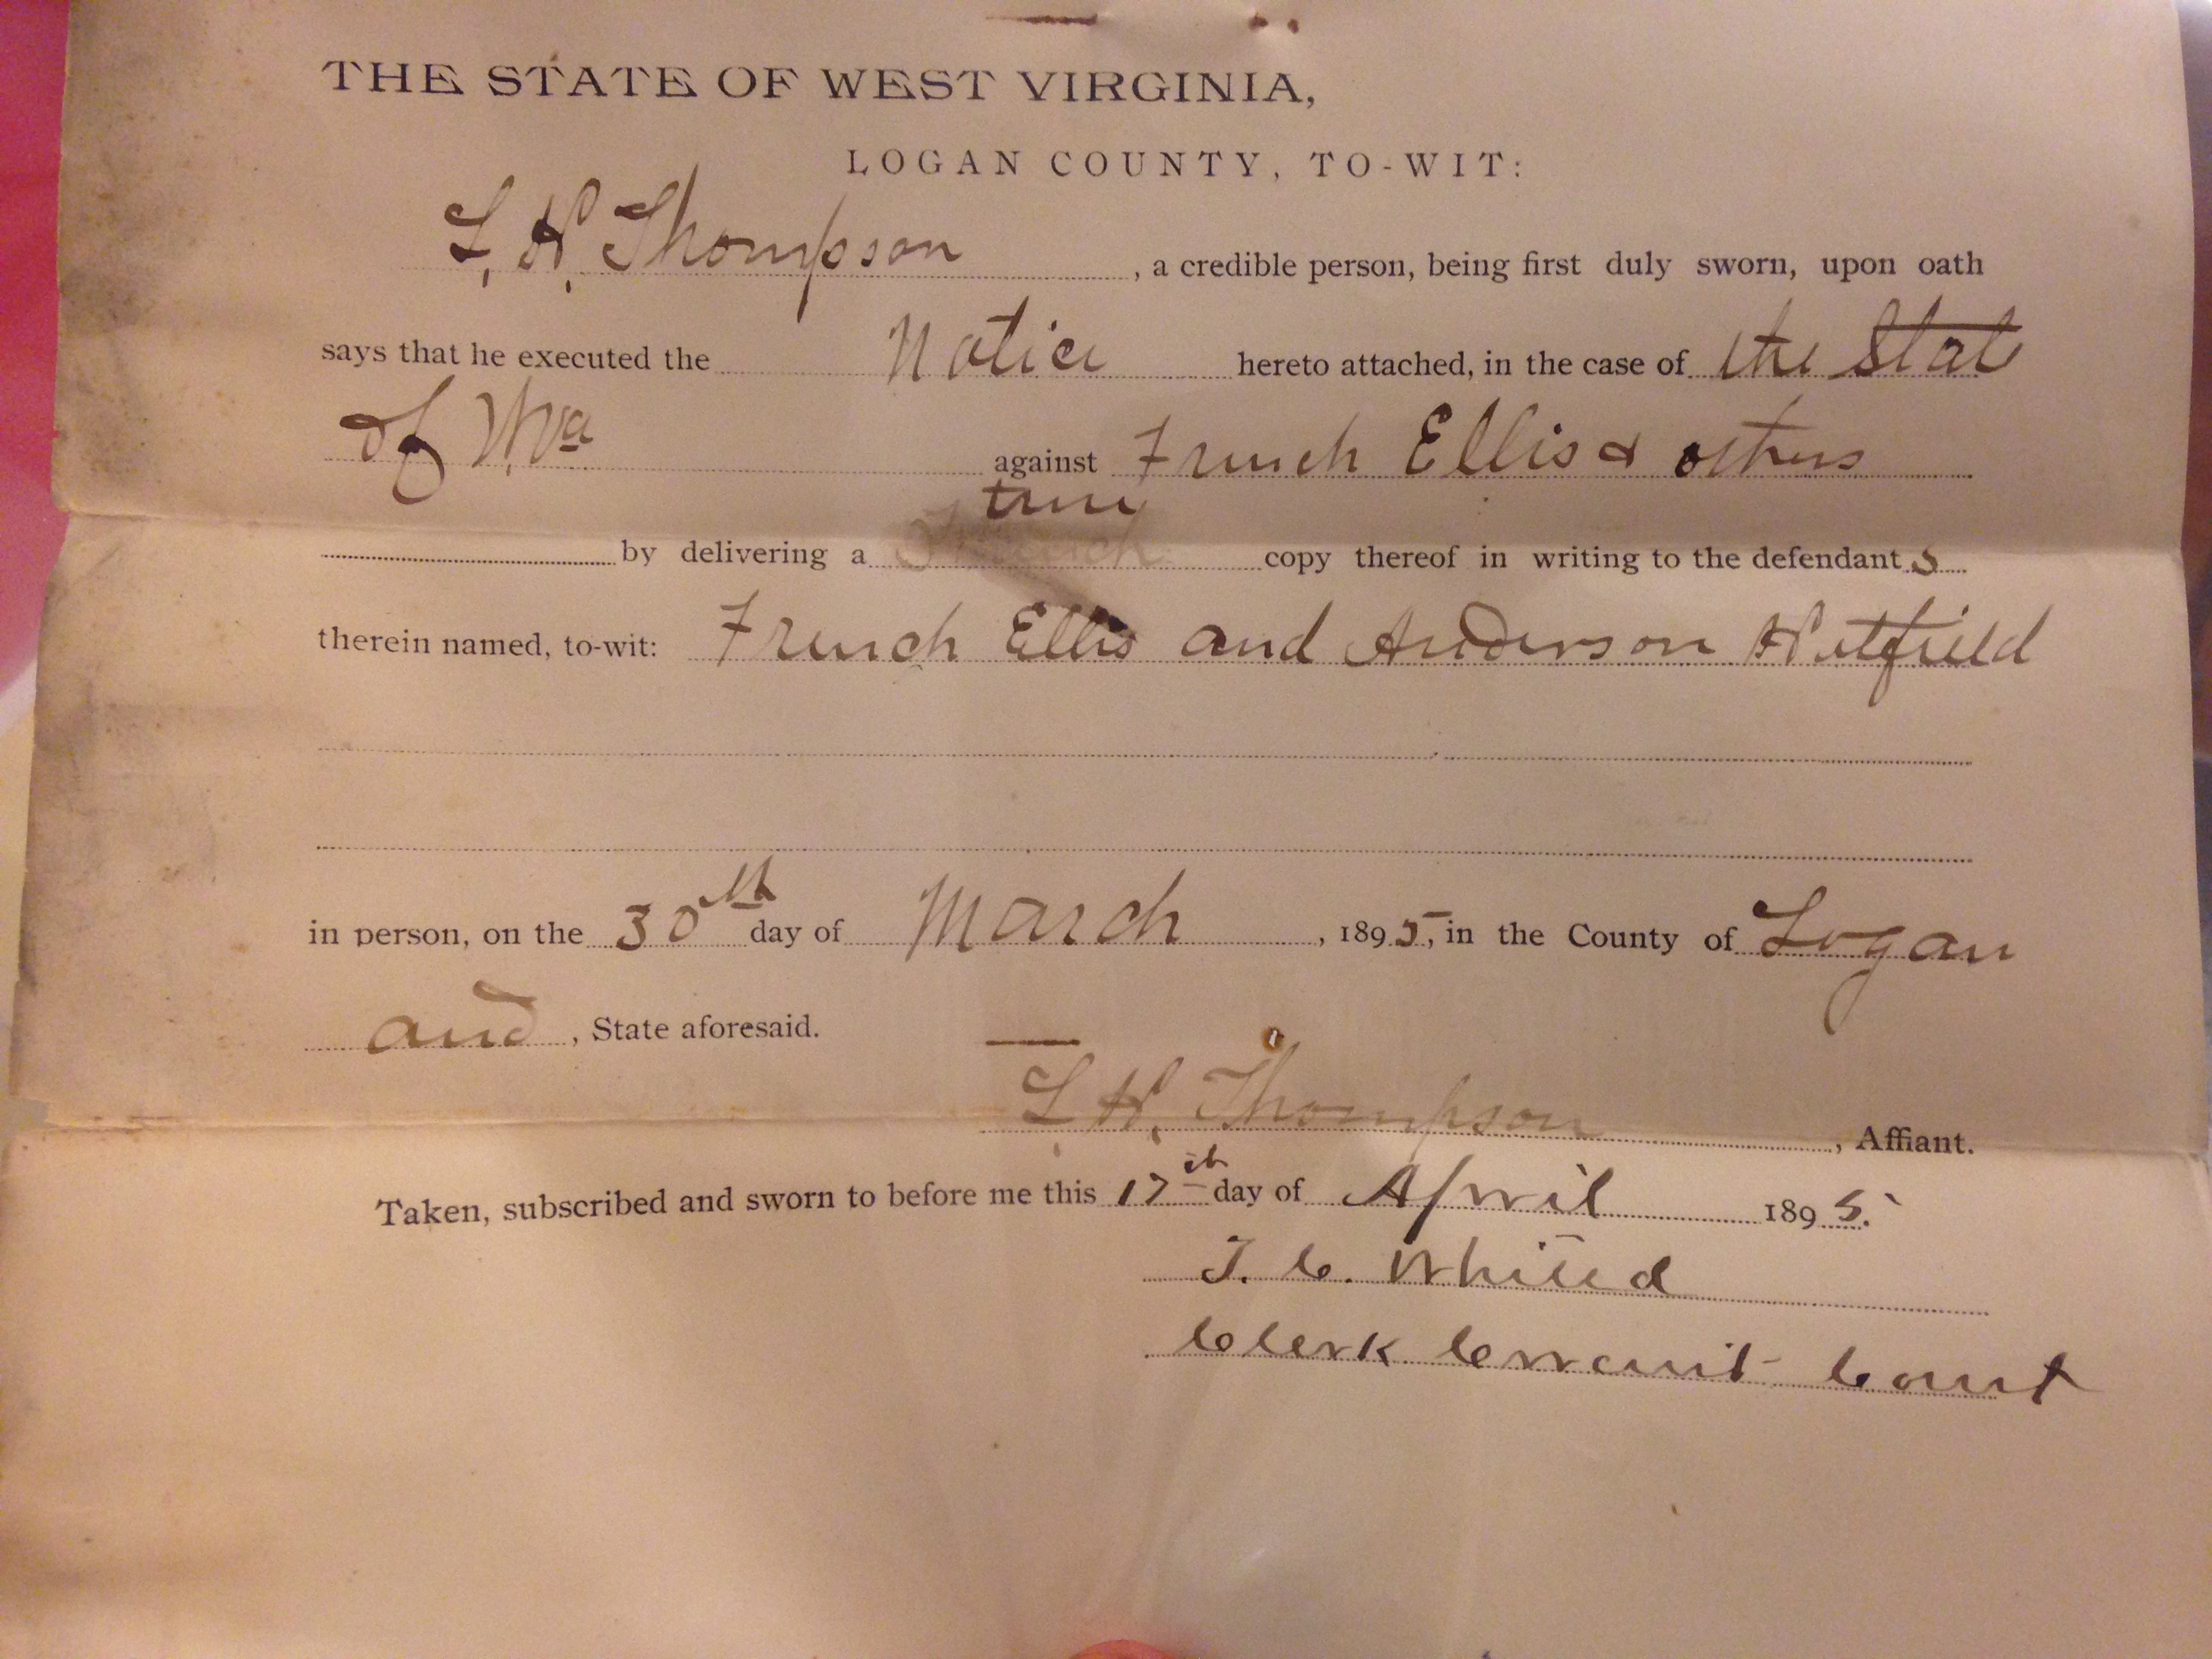 THE STATE OF WEST VIRGINIA,
LOGAN COUNTY, TO-WIT:
L. H. Thompson, a credible person, being first duly sworn, upon oath
says that he executed the Notice hereto attached, in the case of the State
of W.Va against French Ellis & others
true
by delivering a copy thereof in writing to the defendants
therein named, to-wit: French Ellis and Anderson Hatfield
in person, on the 30th day of March, 1895, in the County of Logan
and, State aforesaid.
L. H. Thompson, Affiant.
Taken, subscribed and sworn to before me this 17th day of April 1895.
T. C. Whited
Clerk Circuit Court